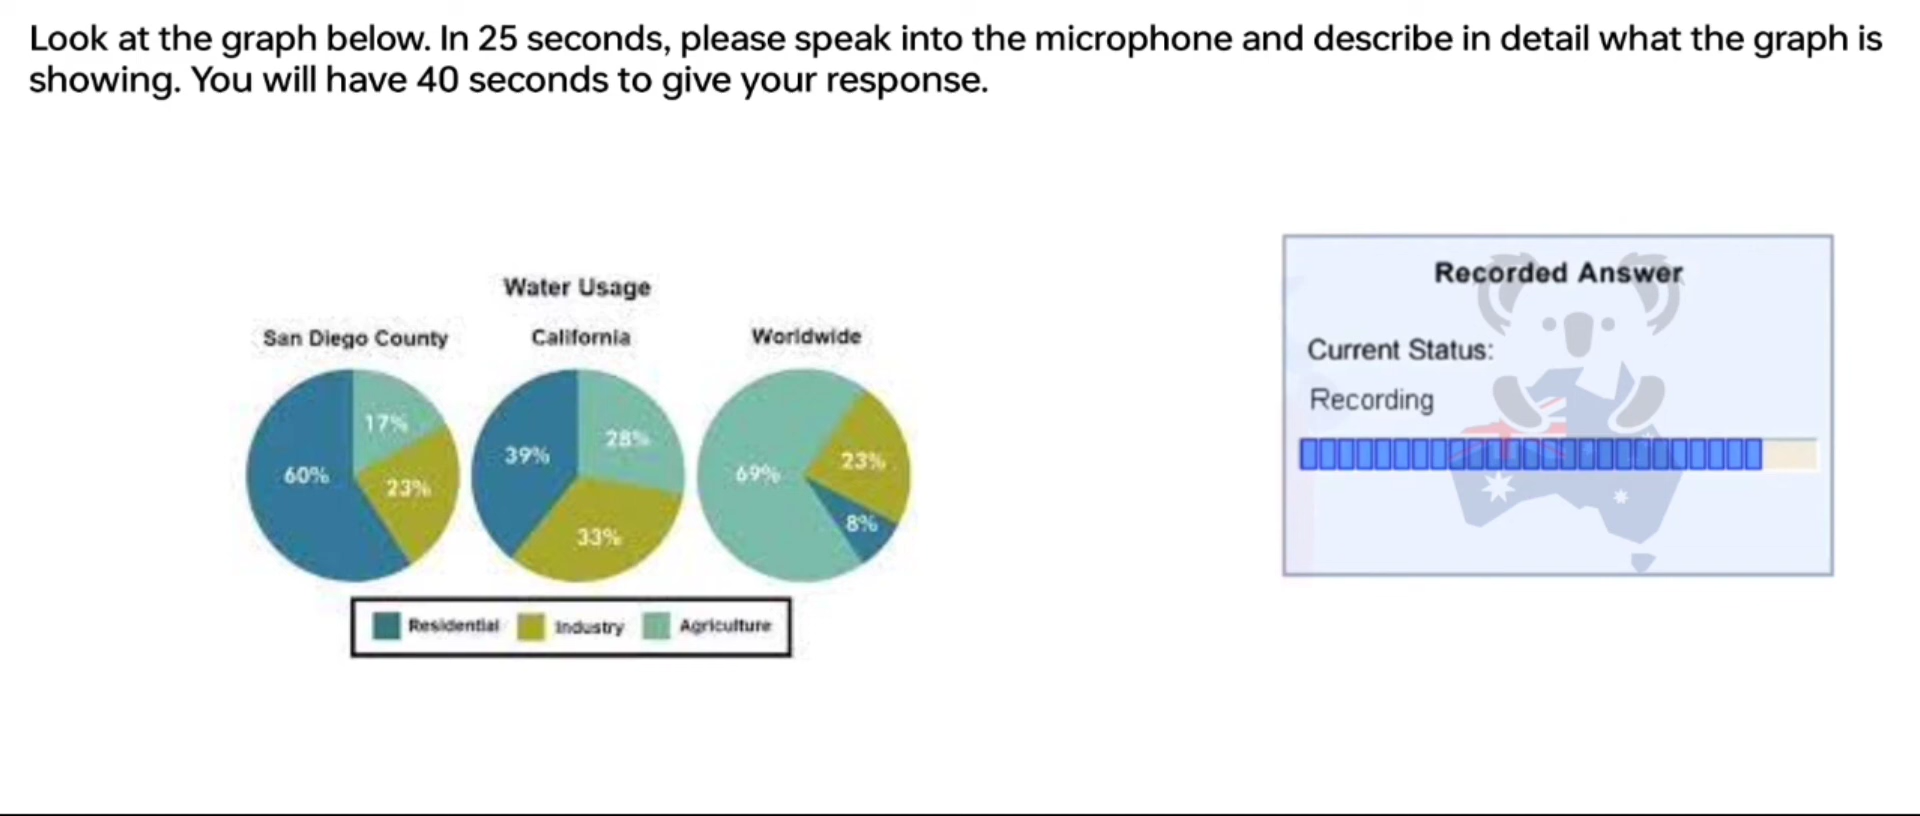 Look at the graph below. In 25 seconds, please speak into the microphone and describe in detail what the graph is
showing. You will have 40 seconds to give your response.
Water Usage
San Diego County
California
Worldwide
60%
17%
23%
39%
28%
33%
69%
23%
8%
Residential
Industry
Agriculture
Recorded Answer
Current Status:
Recording